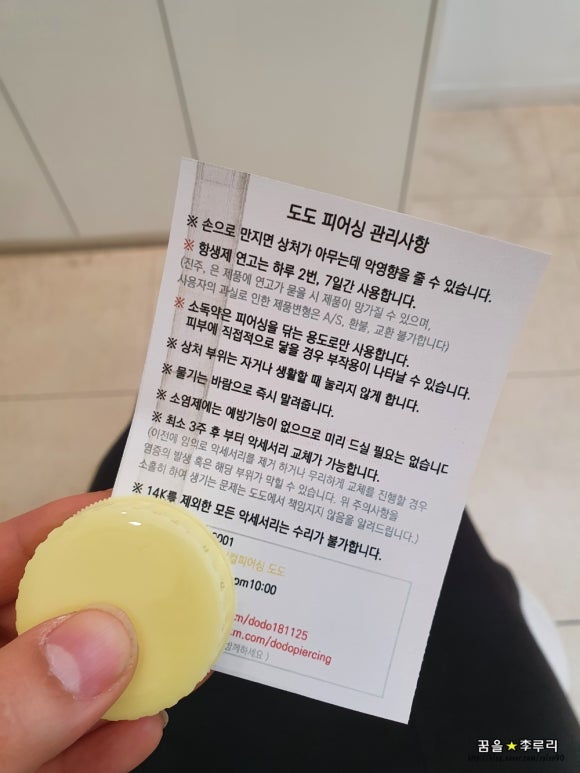 도도 피어싱 관리사항
※ 손으로 만지면 상처가 아무는데 악영향을 줄 수 있습니다.
※ 항생제 연고는 하루 2번, 7일간 사용합니다.
(진주, 은 제품에 연고가 묻을 시 제품이 망가질 수 있으며,
사용자의 과실로 인한 제품변형은 A/S, 환불, 교환 불가합니다)
※ 소독약은 피어싱을 닦는 용도로만 사용합니다.
피부에 직접적으로 닿을 경우 부작용이 나타날 수 있습니다.
※ 상처 부위는 자거나 생활할 때 눌리지 않게 합니다.
※ 물기는 바람으로 즉시 말려줍니다.
※ 소염제에는 예방기능이 없으므로 미리 드실 필요는 없습니다
※ 최소 3주 후 부터 악세서리 교체가 가능합니다.
(이전에 임의로 악세서리를 제거 하거나 무리하게 교체를 진행할 경우
염증의 발생 혹은 해당 부위가 막힐 수 있습니다. 위 주의사항을
소홀히 하여 생기는 문제는 도도에서 책임지지 않음을 알려드립니다.)
※ 14K를 제외한 모든 악세서리는 수리가 불가합니다.
001
컬피어싱 도도
pm10:00
m/dodo181125
m.com/dodopiercing
함께하세요 )
꿈을★李루리